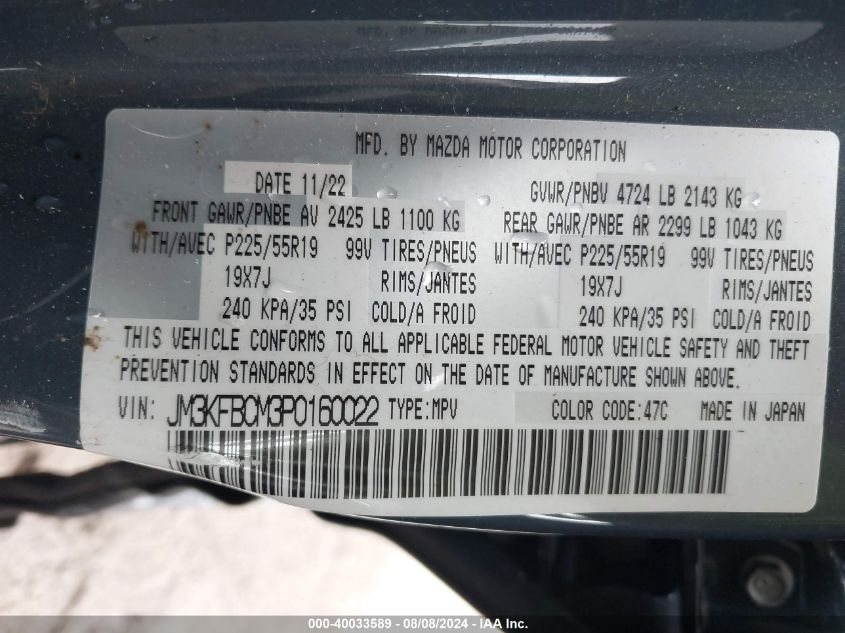 MFD. BY MAZDA MOTOR CORPORATION
DATE 11/22 GVWR/PNBV 4724 LB 2143 KG
FRONT GAWR/PNBE AV 2425 LB 1100 KG REAR GAWR/PNBE AR 2299 LB 1043 KG
WITH/AVEC P225/55R19 99V TIRES/PNEUS WITH/AVEC P225/55R19 99V TIRES/PNEUS
19X7J RIMS/JANTES 19X7J RIMS/JANTES
240 KPA/35 PSI COLD/A FROID 240 KPA/35 PSI COLD/A FROID
THIS VEHICLE CONFORMS TO ALL APPLICABLE FEDERAL MOTOR VEHICLE SAFETY AND THEFT
PREVENTION STANDARDS IN EFFECT ON THE DATE OF MANUFACTURE SHOWN ABOVE.
VIN: JM3KFBCM3P0160022 TYPE:MPV COLOR CODE:47C MADE IN JAPAN
000-40033589 - 08/08/2024 - IAA Inc.